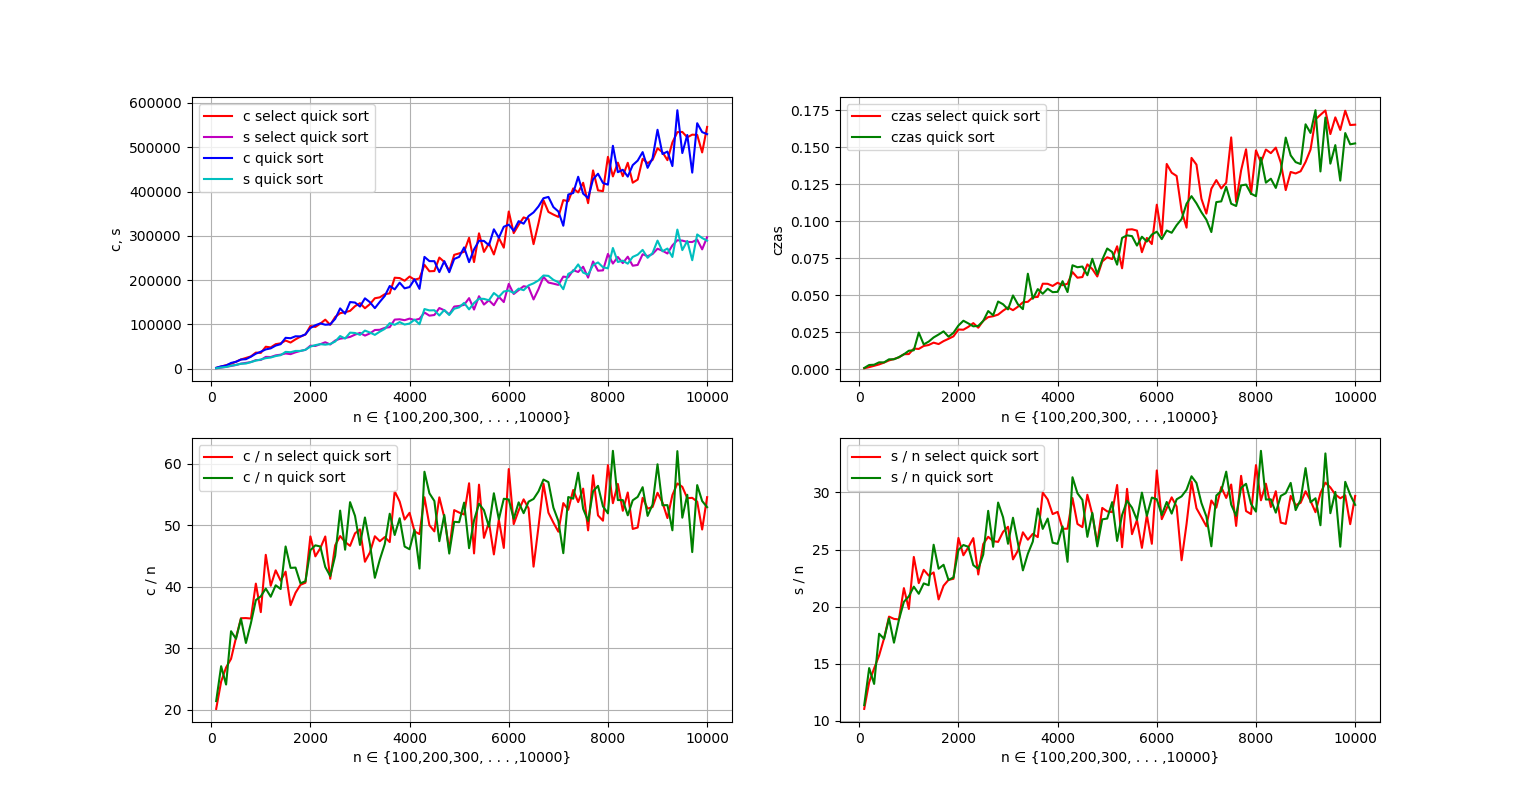 600000
500000
400000
300000
200000
100000
0
c, s
c select quick sort
s select quick sort
c quick sort
s quick sort
0 2000 4000 6000 8000 10000
n ∈ {100,200,300, . . . ,10000}
0.175
0.150
0.125
0.100
0.075
0.050
0.025
0.000
czas
czas select quick sort
czas quick sort
0 2000 4000 6000 8000 10000
n ∈ {100,200,300, . . . ,10000}
60
50
40
30
20
c / n
c / n select quick sort
c / n quick sort
0 2000 4000 6000 8000 10000
n ∈ {100,200,300, . . . ,10000}
30
25
20
15
10
s / n
s / n select quick sort
s / n quick sort
0 2000 4000 6000 8000 10000
n ∈ {100,200,300, . . . ,10000}